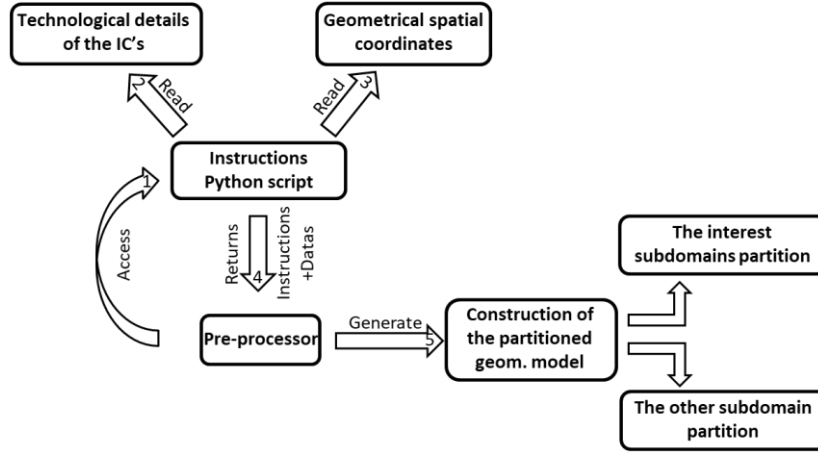 Technological details
of the IC's
Geometrical spatial
coordinates
2
Read
Read
3
Instructions
Python script
1
Access
Returns
4
Instructions
+Datas
The interest
subdomains partition
Pre-processor
Generate
5
Construction of
the partitioned
geom. model
The other subdomain
partition